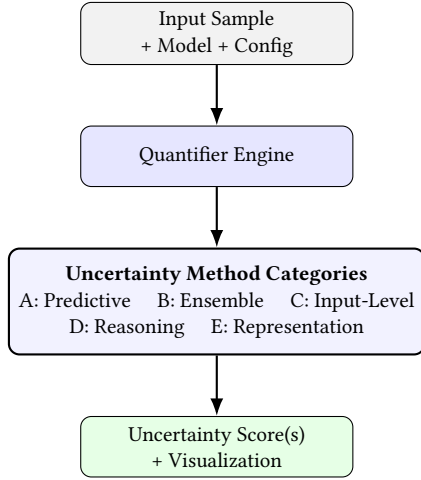 Input Sample
+ Model + Config
Quantifier Engine
Uncertainty Method Categories
A: Predictive B: Ensemble C: Input-Level
D: Reasoning E: Representation
Uncertainty Score(s)
+ Visualization